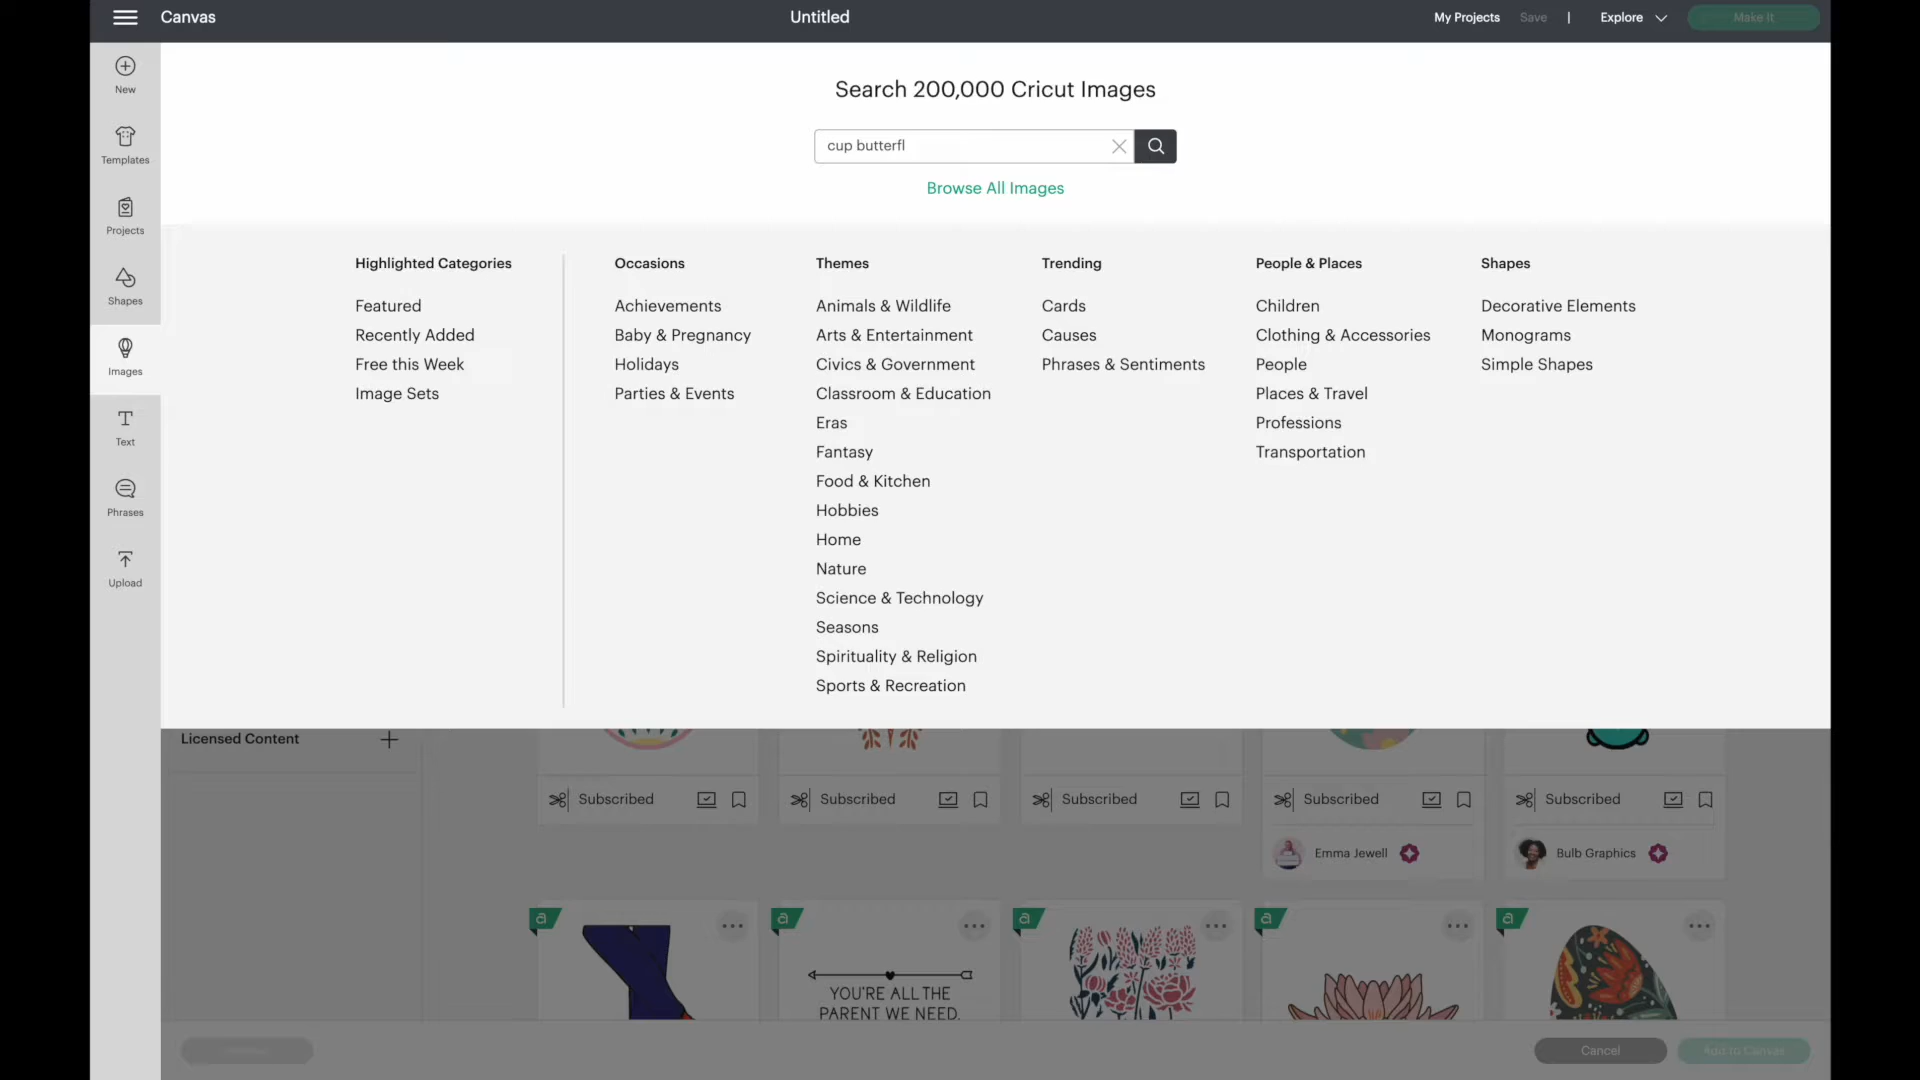 Canvas
Untitled
My Projects Save | Explore Make It
New
Templates
Projects
Shapes
Images
Text
Phrases
Upload
Search 200,000 Cricut Images
cup butterfl
Browse All Images
Highlighted Categories
Featured
Recently Added
Free this Week
Image Sets
Occasions
Achievements
Baby & Pregnancy
Holidays
Parties & Events
Themes
Animals & Wildlife
Arts & Entertainment
Civics & Government
Classroom & Education
Eras
Fantasy
Food & Kitchen
Hobbies
Home
Nature
Science & Technology
Seasons
Spirituality & Religion
Sports & Recreation
Trending
Cards
Causes
Phrases & Sentiments
People & Places
Children
Clothing & Accessories
People
Places & Travel
Professions
Transportation
Shapes
Decorative Elements
Monograms
Simple Shapes
Licensed Content
Subscribed
Subscribed
Subscribed
Subscribed
Subscribed
Emma Jewell
Bulb Graphics
a
a
a
a
a
YOU'RE ALL THE
PARENT WE NEED.
Cancel
Add to Canvas